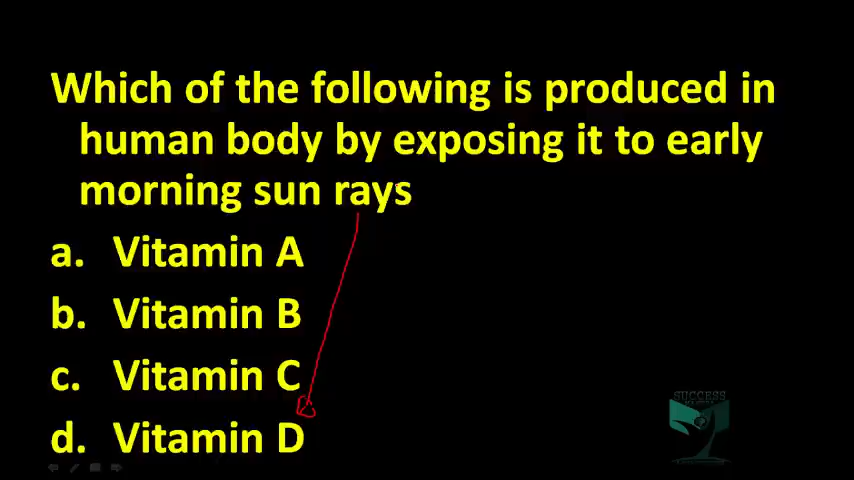 Which of the following is produced in
human body by exposing it to early
morning sun rays
a. Vitamin A
b. Vitamin B
c. Vitamin C
d. Vitamin D
SUCCESS